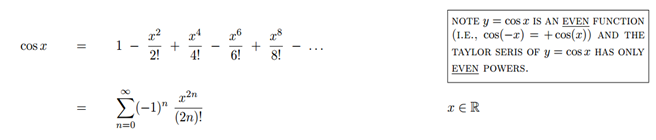 cos x = 1 − x²/2! + x⁴/4! − x⁶/6! + x⁸/8! − ...
NOTE y = cos x IS AN EVEN FUNCTION
(I.E., cos(−x) = +cos(x)) AND THE
TAYLOR SERIS OF y = cos x HAS ONLY
EVEN POWERS.
= ∑_{n=0}^{∞} (−1)ⁿ x²ⁿ/(2n)! x ∈ ℝ